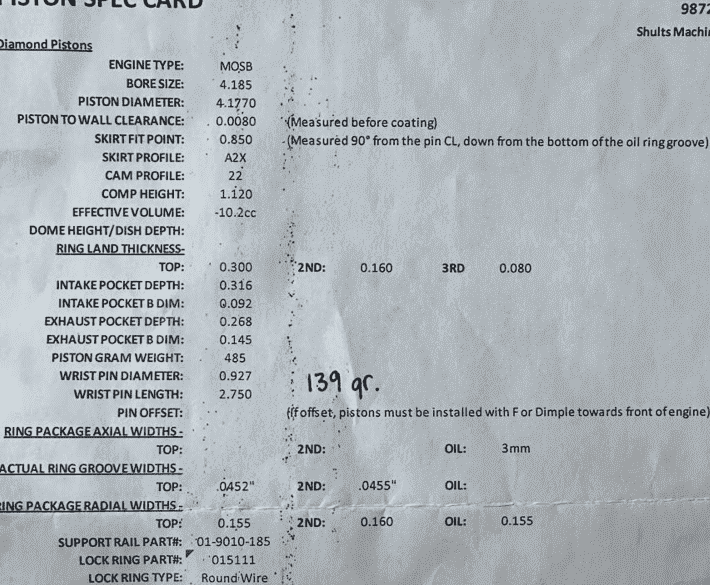 PISTON SPEC CARD
9872
Shults Machi
Diamond Pistons
ENGINE TYPE: MOSB
BORE SIZE: 4.185
PISTON DIAMETER: 4.1770
PISTON TO WALL CLEARANCE: 0.0080 (Measured before coating)
SKIRT FIT POINT: 0.850 (Measured 90° from the pin CL, down from the bottom of the oil ring groove)
SKIRT PROFILE: A2X
CAM PROFILE: 22
COMP HEIGHT: 1.120
EFFECTIVE VOLUME: -10.2cc
DOME HEIGHT/DISH DEPTH:
RING LAND THICKNESS-
TOP: 0.300 2ND: 0.160 3RD 0.080
INTAKE POCKET DEPTH: 0.316
INTAKE POCKET B DIM: 0.092
EXHAUST POCKET DEPTH: 0.268
EXHAUST POCKET B DIM: 0.145
PISTON GRAM WEIGHT: 485
WRIST PIN DIAMETER: 0.927 139 gr.
WRIST PIN LENGTH: 2.750
PIN OFFSET: (If offset, pistons must be installed with F or Dimple towards front of engine)
RING PACKAGE AXIAL WIDTHS-
TOP: 2ND: OIL: 3mm
ACTUAL RING GROOVE WIDTHS-
TOP: .0452" 2ND: .0455" OIL:
RING PACKAGE RADIAL WIDTHS-
TOP: 0.155 2ND: 0.160 OIL: 0.155
SUPPORT RAIL PART#: 01-9010-185
LOCK RING PART#: 015111
LOCK RING TYPE: Round Wire